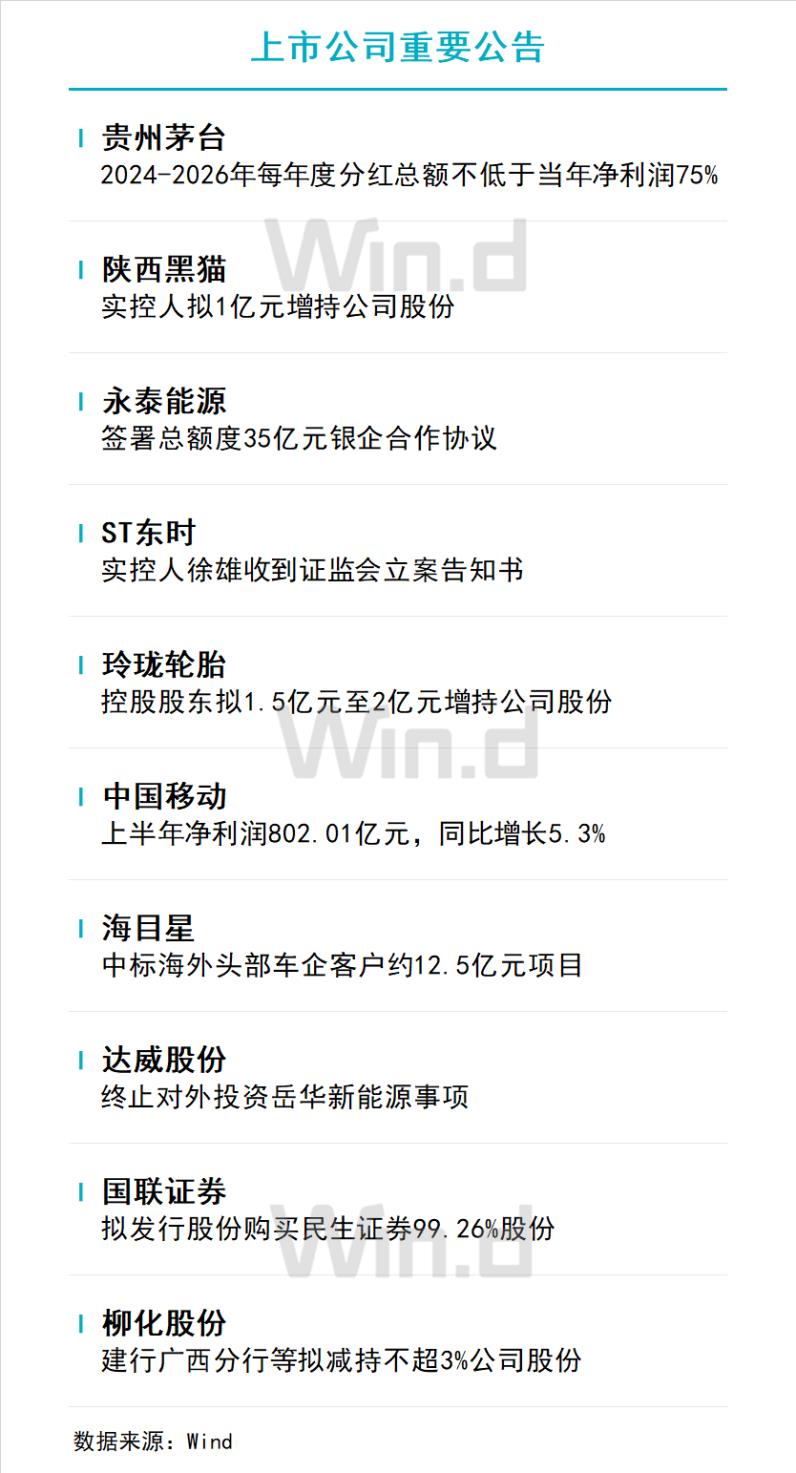 上市公司重要公告
贵州茅台
2024-2026年每年度分红总额不低于当年净利润75%
Win.d
陕西黑猫
实控人拟1亿元增持公司股份
永泰能源
签署总额度35亿元银企合作协议
ST东时
实控人徐雄收到证监会立案告知书
玲珑轮胎
控股股东拟1.5亿元至2亿元增持公司股份
Win.d
中国移动
上半年净利润802.01亿元，同比增长5.3%
海目星
中标海外头部车企客户约12.5亿元项目
达威股份
终止对外投资岳华新能源事项
国联证券
拟发行股份购买民生证券99.26%股份
Win.d
柳化股份
建行广西分行等拟减持不超3%公司股份
数据来源：Wind